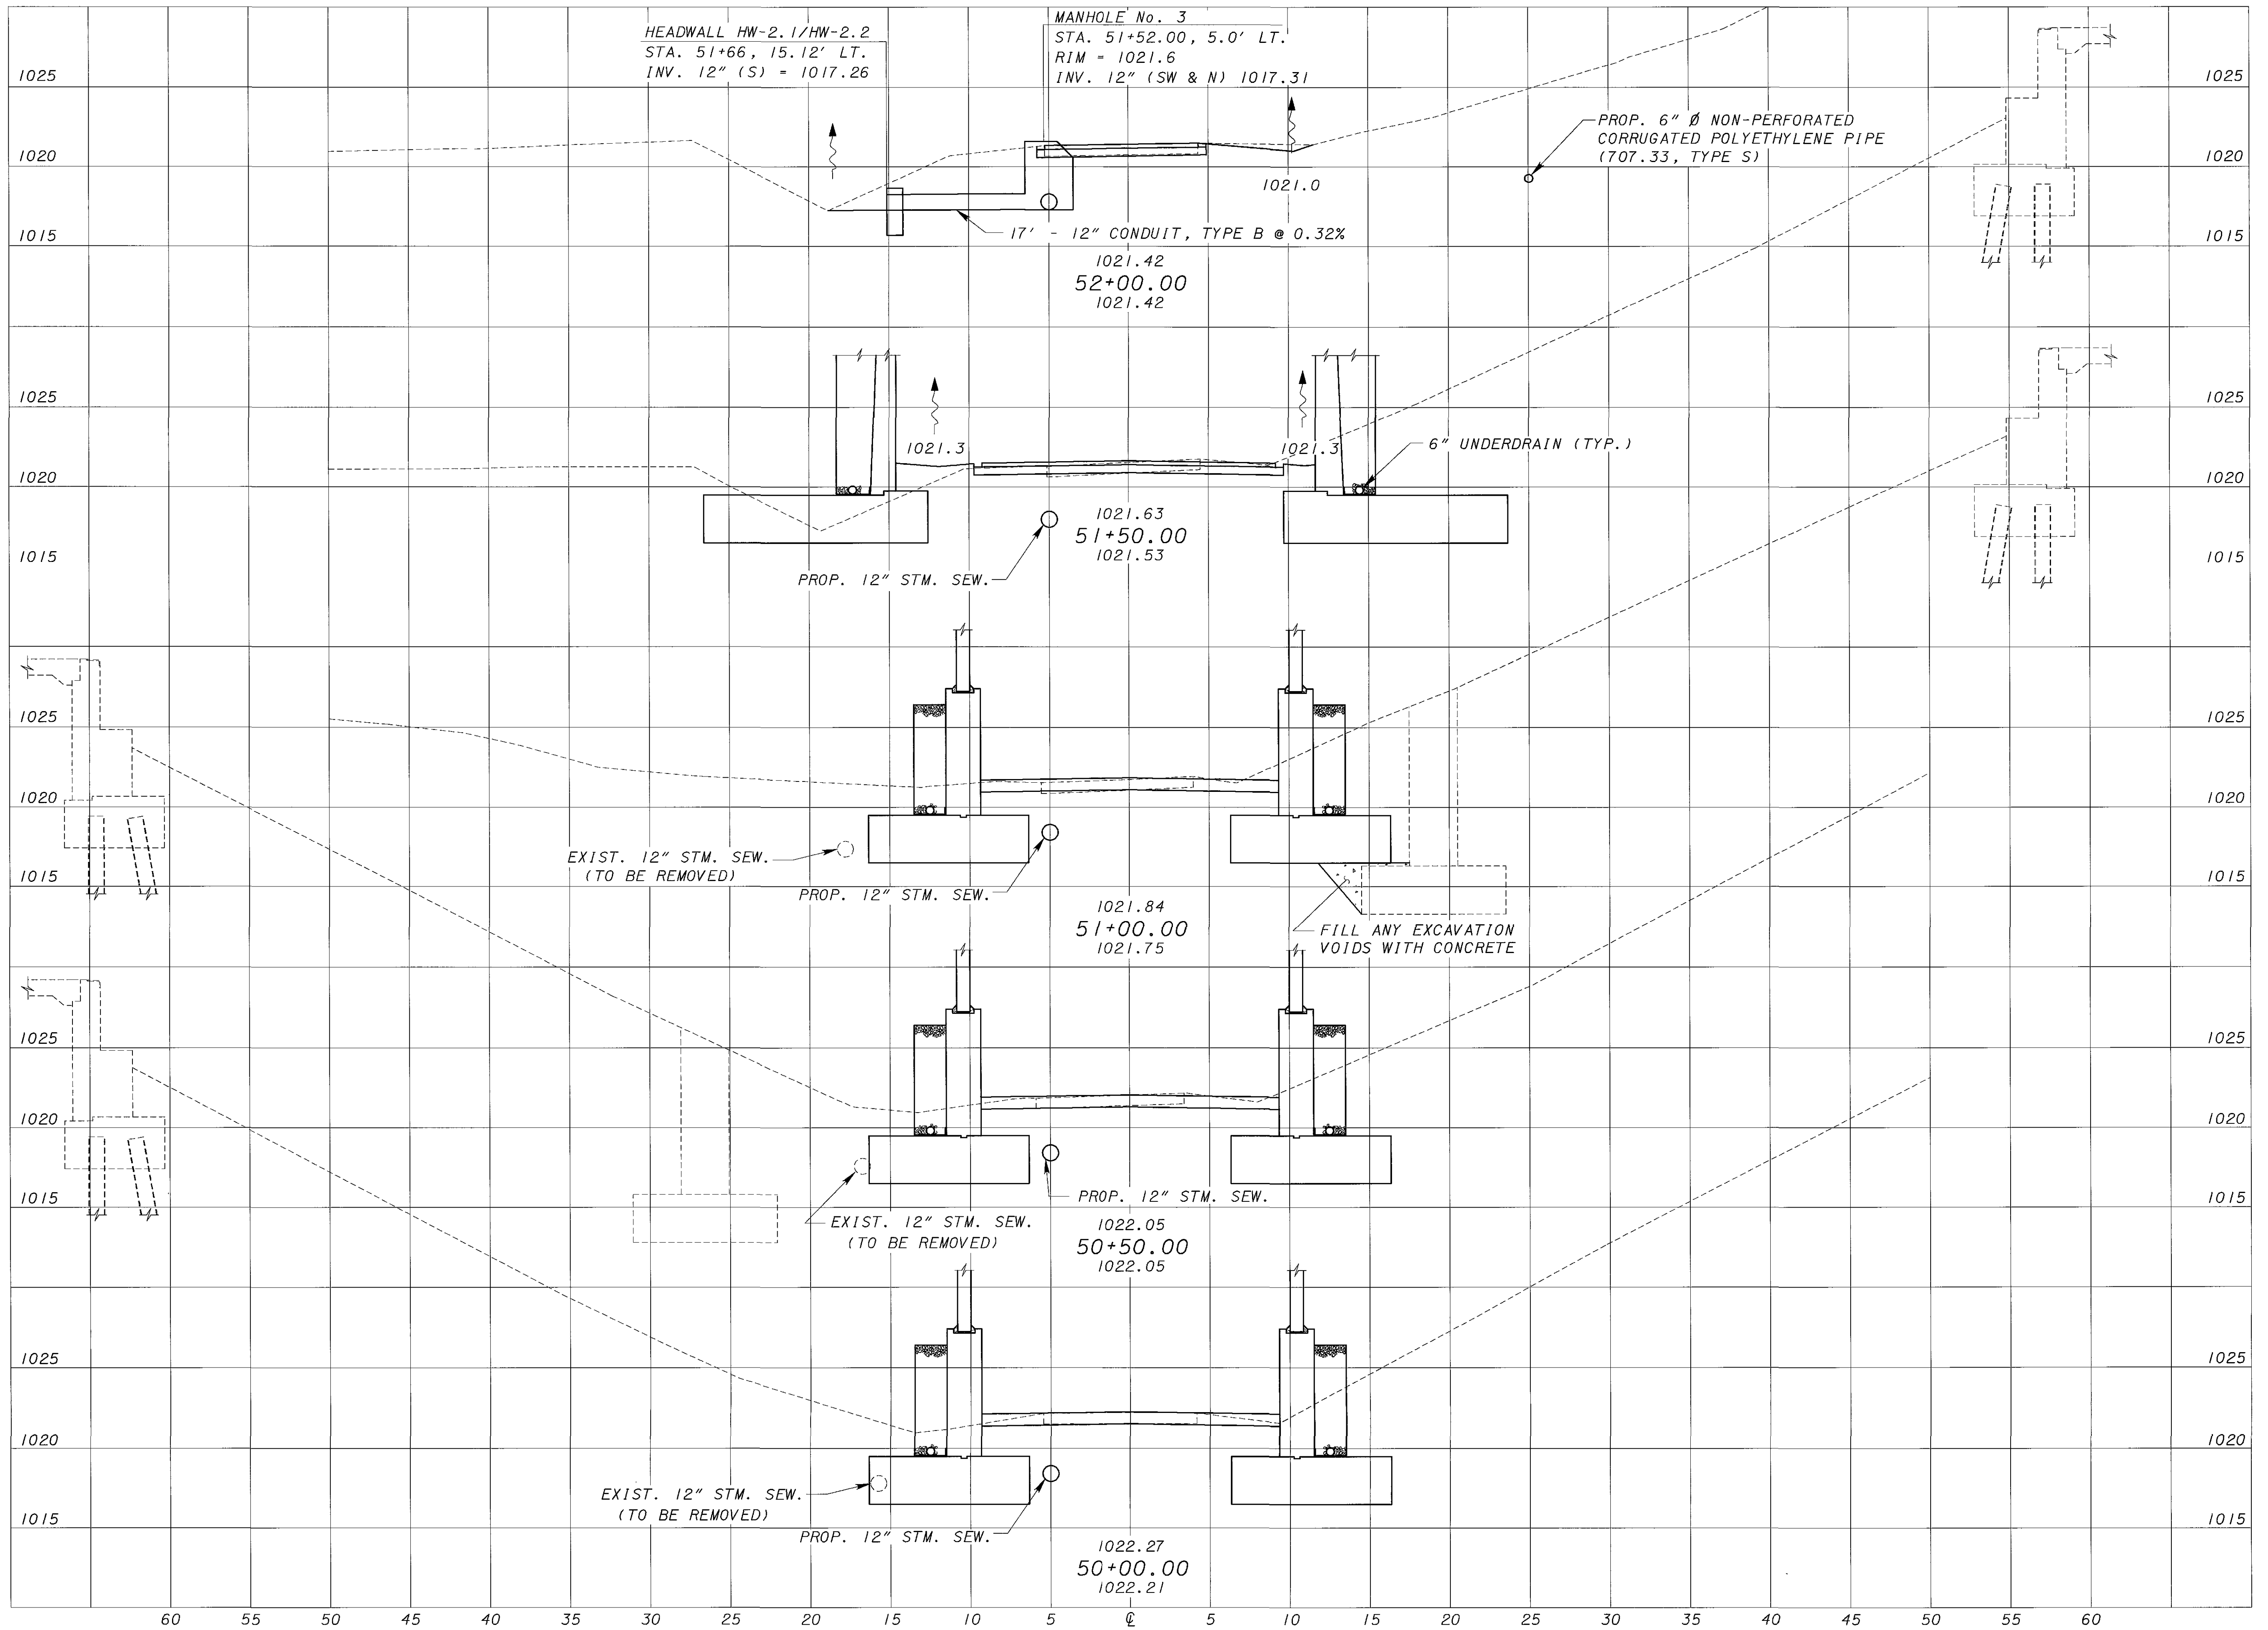 HEADWALL HW-2.1/HW-2.2
STA. 51+66, 15.12' LT.
INV. 12" (S) = 1017.26
MANHOLE No. 3
STA. 51+52.00, 5.0' LT.
RIM = 1021.6
INV. 12" (SW & N) 1017.31
1025
1025
PROP. 6" Ø NON-PERFORATED
CORRUGATED POLYETHYLENE PIPE
(707.33, TYPE S)
1020
1020
1021.0
17' - 12" CONDUIT, TYPE B @ 0.32%
1015
1015
1021.42
52+00.00
1021.42
1025
1025
1021.3
1021.3
6" UNDERDRAIN (TYP.)
1020
1020
1021.63
51+50.00
1021.53
1015
1015
PROP. 12" STM. SEW.
1025
1025
1020
1020
EXIST. 12" STM. SEW.
(TO BE REMOVED)
1015
1015
PROP. 12" STM. SEW.
1021.84
51+00.00
1021.75
FILL ANY EXCAVATION
VOIDS WITH CONCRETE
1025
1025
1020
1020
1015
1015
PROP. 12" STM. SEW.
EXIST. 12" STM. SEW.
(TO BE REMOVED)
1022.05
50+50.00
1022.05
1025
1025
1020
1020
EXIST. 12" STM. SEW.
(TO BE REMOVED)
1015
1015
PROP. 12" STM. SEW.
1022.27
50+00.00
1022.21
60 55 50 45 40 35 30 25 20 15 10 5 ℄ 5 10 15 20 25 30 35 40 45 50 55 60